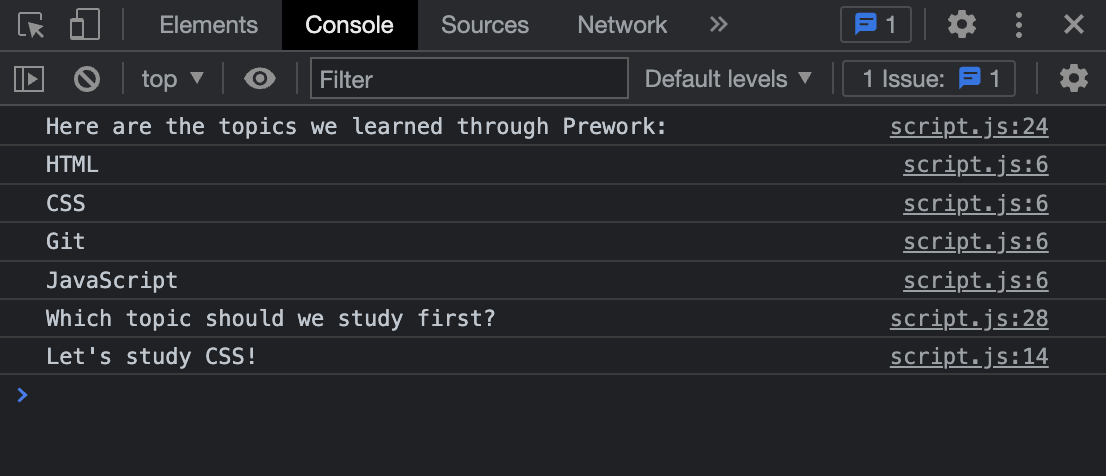 Elements Console Sources Network » 1
top ▼ Filter Default levels ▼ 1 Issue: 1
Here are the topics we learned through Prework: script.js:24
HTML script.js:6
CSS script.js:6
Git script.js:6
JavaScript script.js:6
Which topic should we study first? script.js:28
Let's study CSS! script.js:14
>